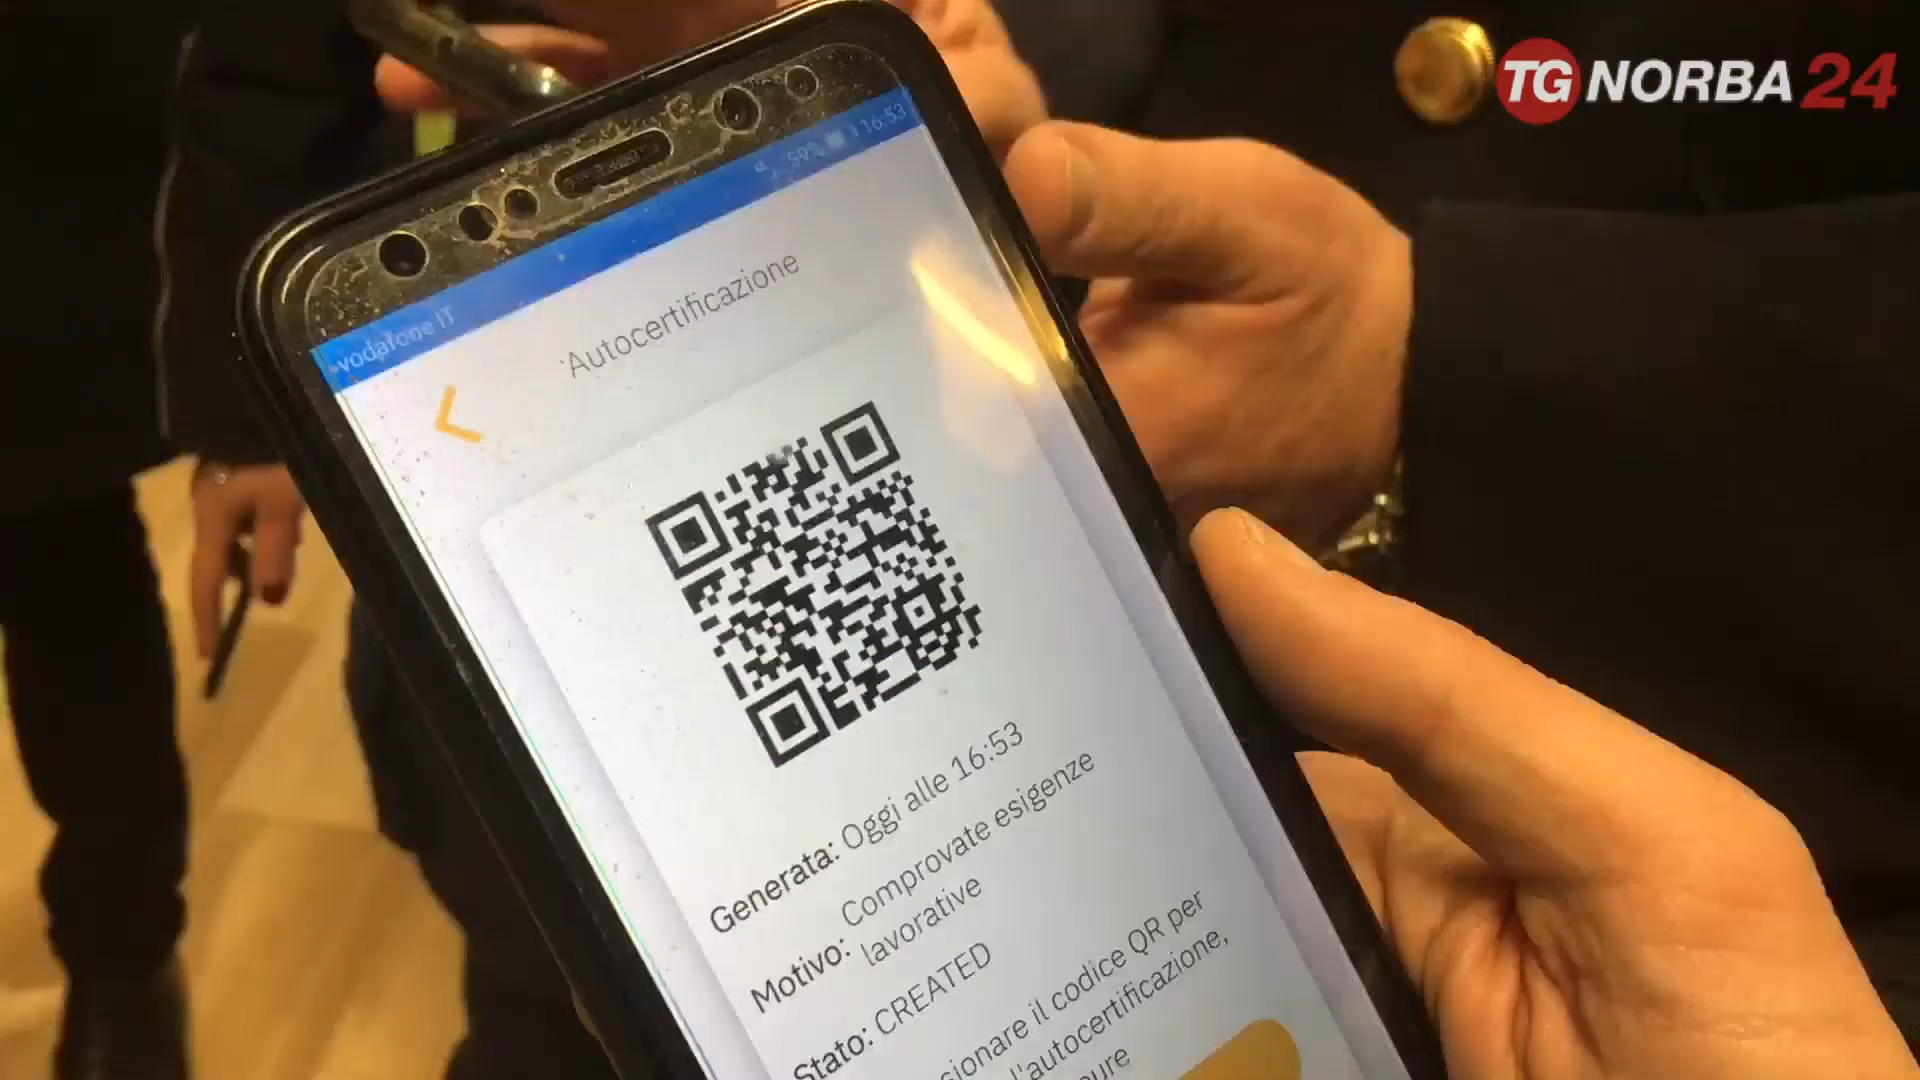 TG NORBA 24
vodafone IT 59% 16:53
Autocertificazione
Generata: Oggi alle 16:53
Motivo: Comprovate esigenze
lavorative
Stato: CREATED
sionare il codice QR per
l'autocertificazione,